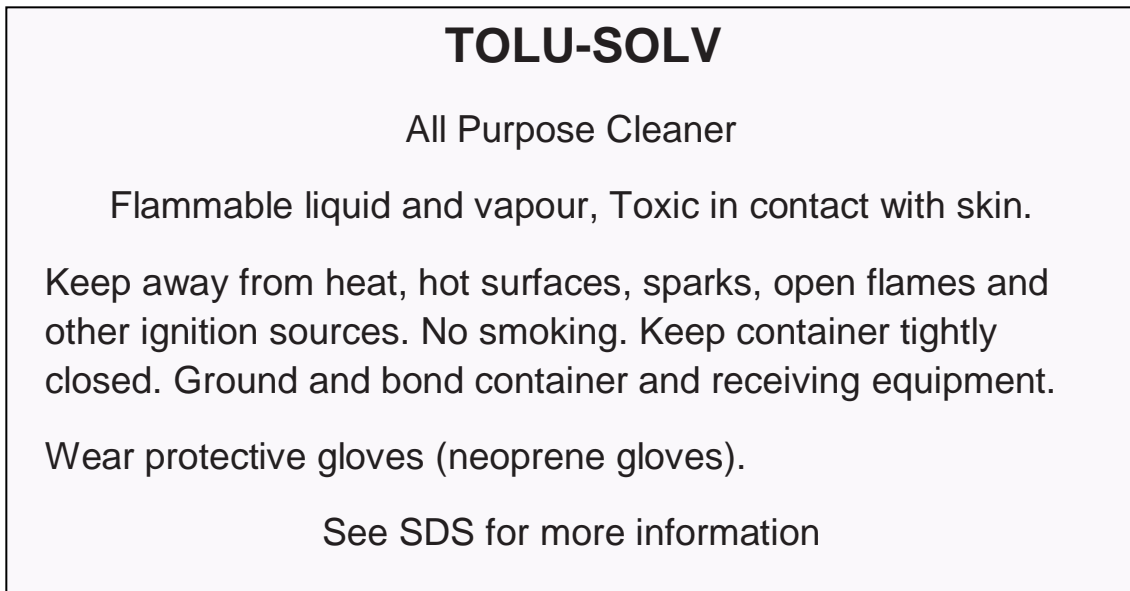 TOLU-SOLV
All Purpose Cleaner
Flammable liquid and vapour, Toxic in contact with skin.
Keep away from heat, hot surfaces, sparks, open flames and
other ignition sources. No smoking. Keep container tightly
closed. Ground and bond container and receiving equipment.
Wear protective gloves (neoprene gloves).
See SDS for more information